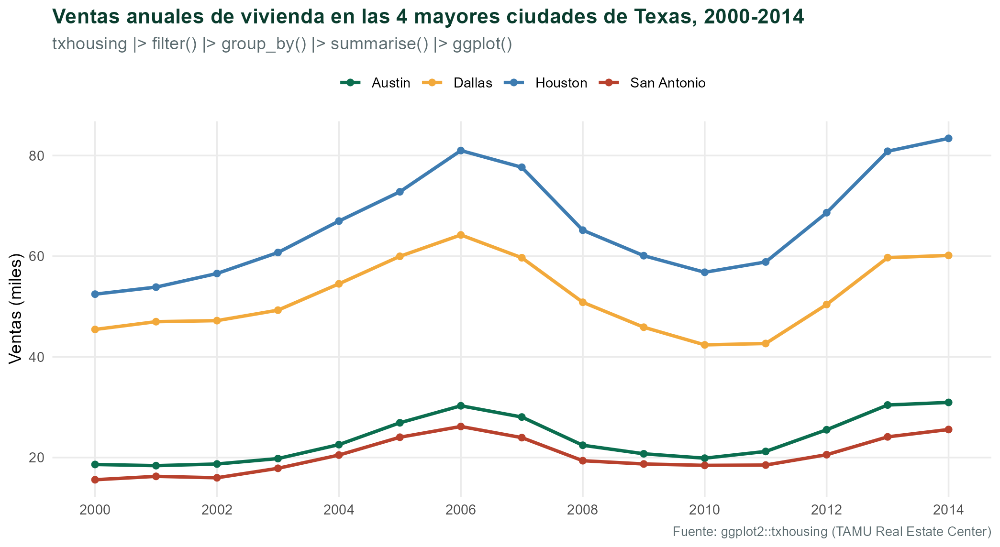 Ventas anuales de vivienda en las 4 mayores ciudades de Texas, 2000-2014
txhousing |> filter() |> group_by() |> summarise() |> ggplot()
Austin Dallas Houston San Antonio
Ventas (miles)
80
60
40
20
2000 2002 2004 2006 2008 2010 2012 2014
Fuente: ggplot2::txhousing (TAMU Real Estate Center)